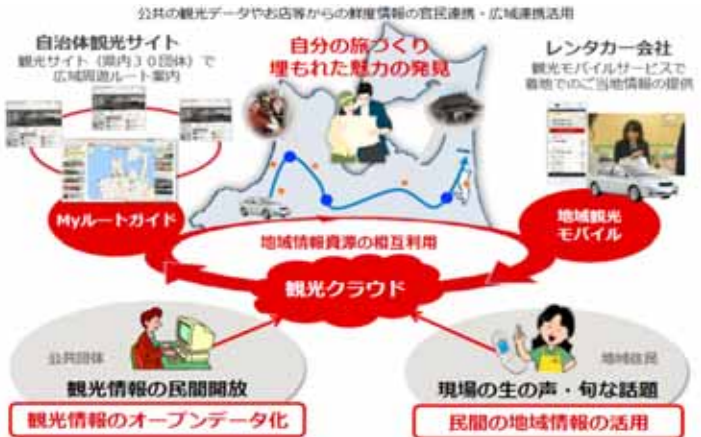 公共の観光データやお店等からの鮮度情報の官民連携・広域連携活用
自治体観光サイト
観光サイト（県内30団体）で
広域周遊ルート案内
自分の旅づくり
埋もれた魅力の発見
レンタカー会社
観光モバイルサービスで
着地でのご当地情報の提供
Myルートガイド
地域観光
モバイル
地域情報資源の相互利用
観光クラウド
公共団体
観光情報の民間開放
観光情報のオープンデータ化
地域住民
現場の生の声・旬な話題
民間の地域情報の活用